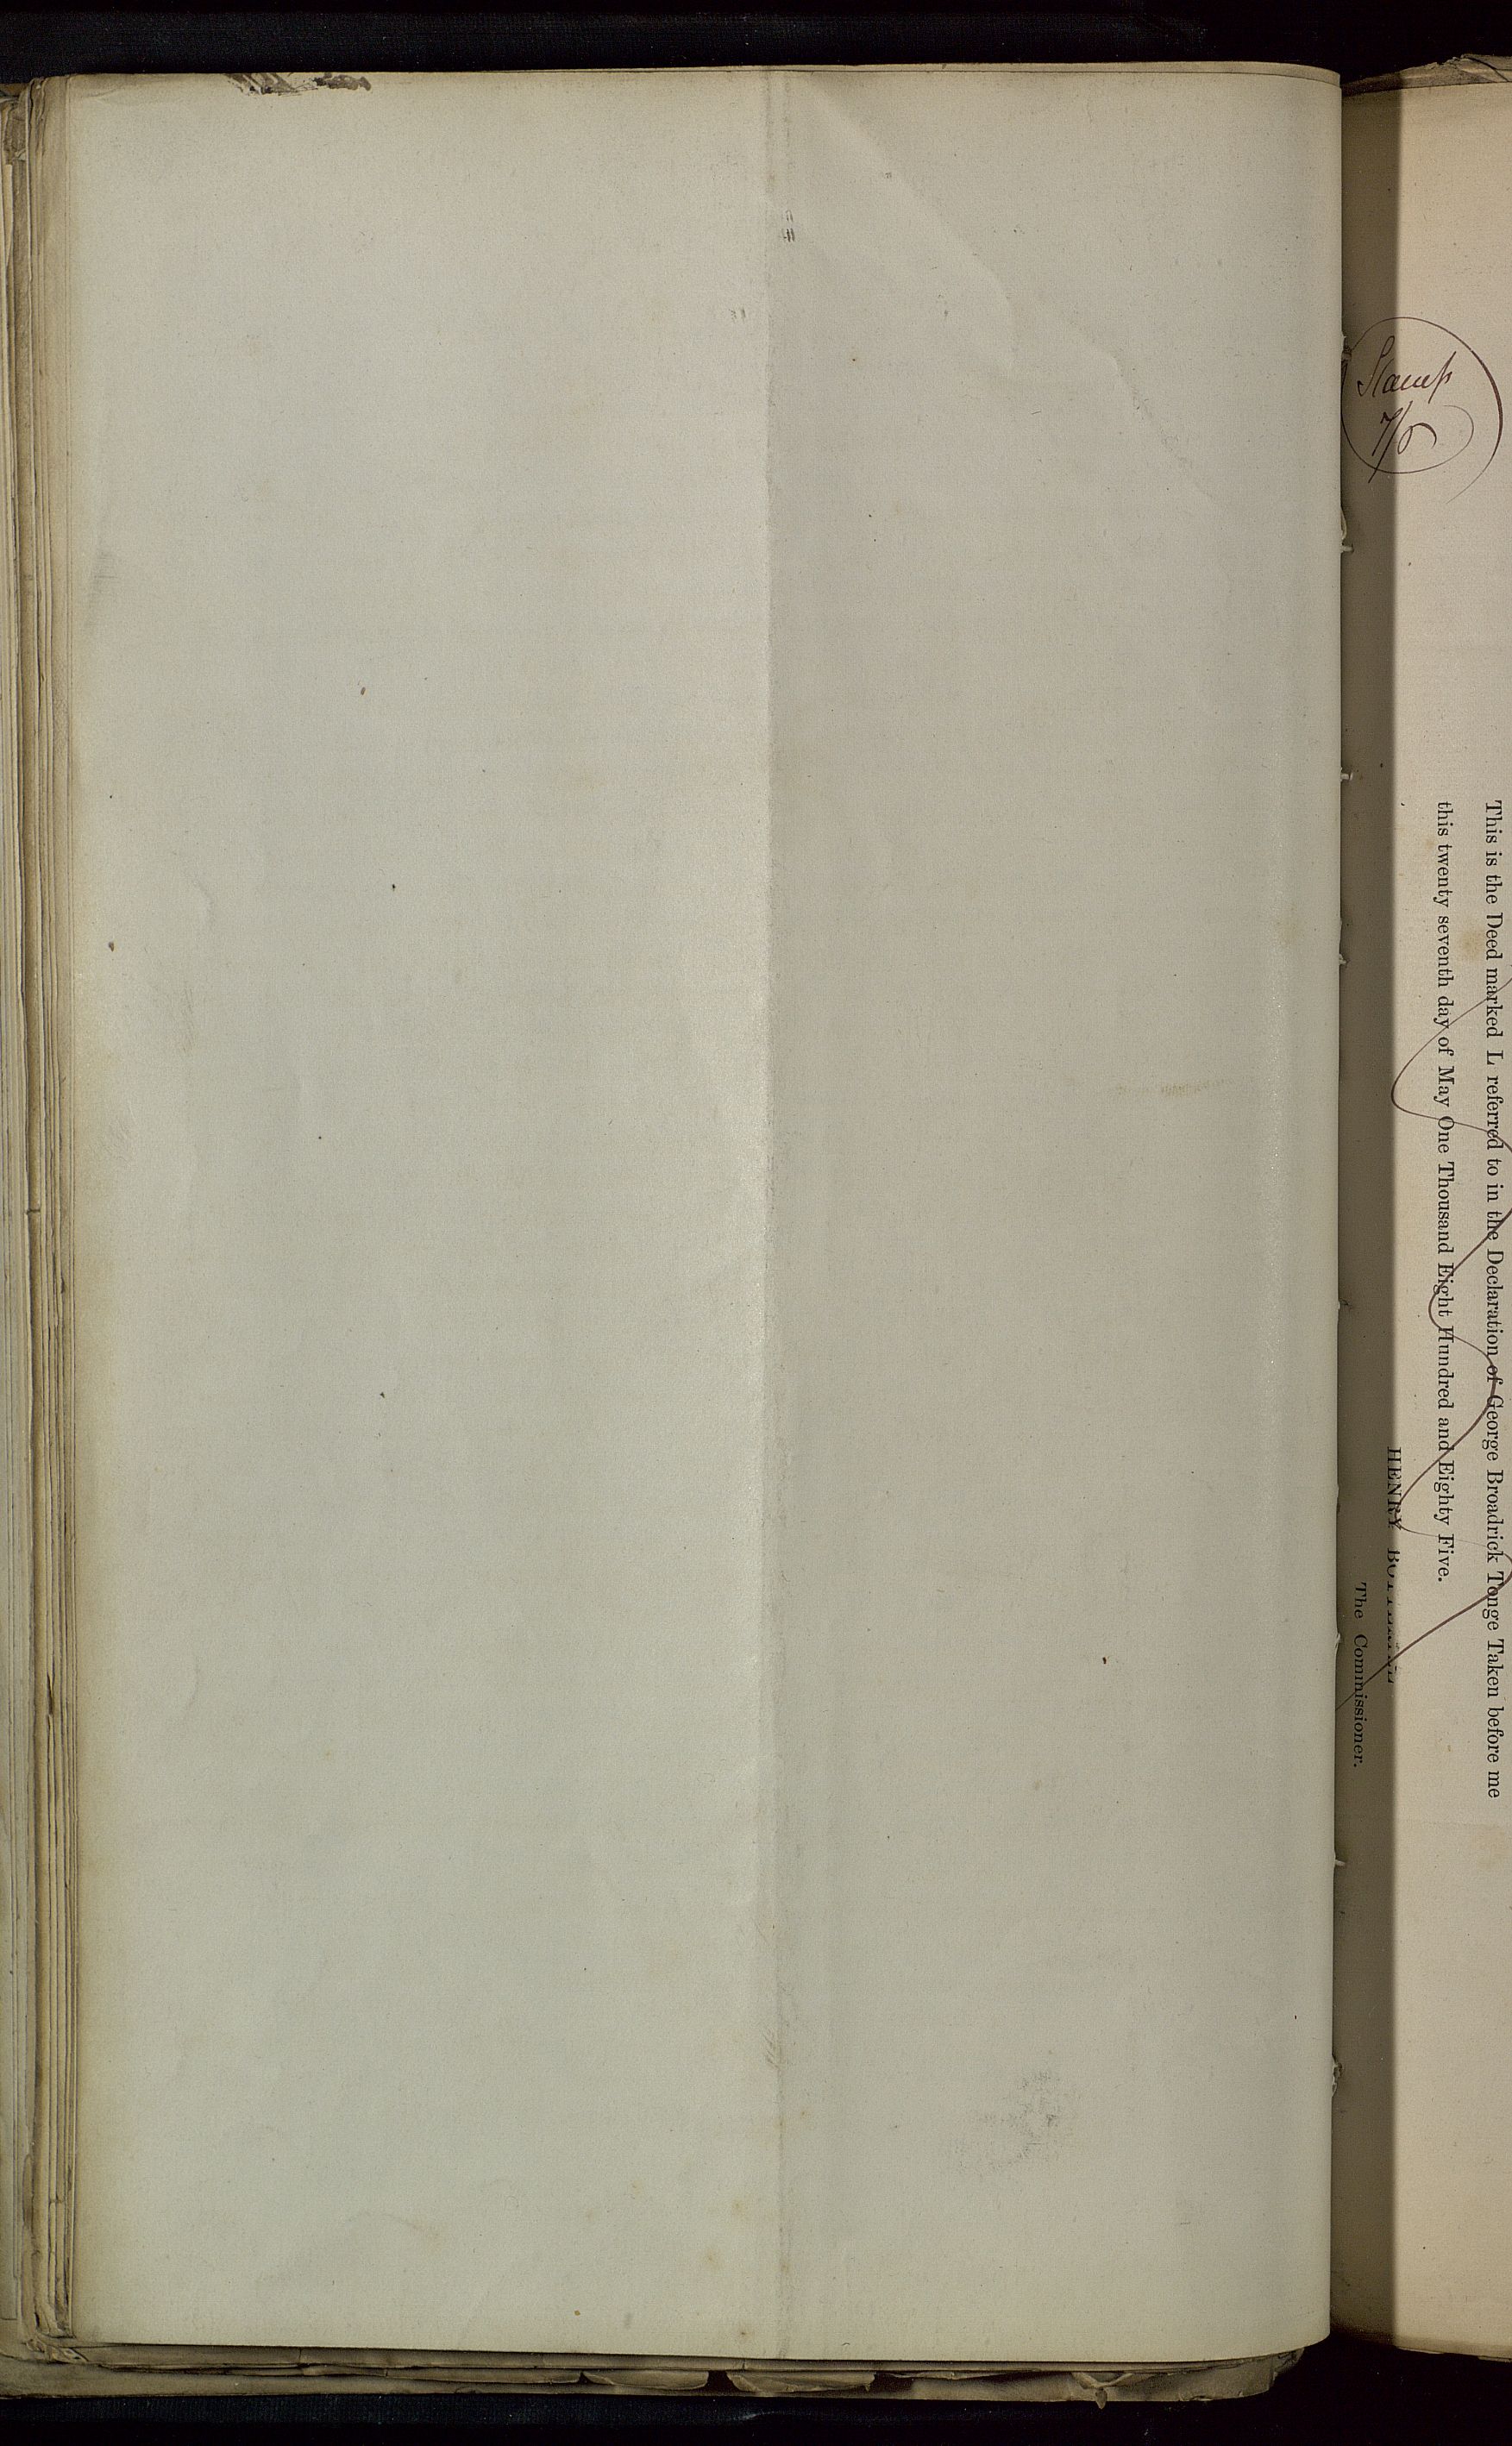 Stamp
7/6
This is the Deed marked L referred to in the Declaration of George Broadrick Tonge Taken before me
this twenty seventh day of May One Thousand Eight Hundred and Eighty Five.
HENRY
The Commissioner.